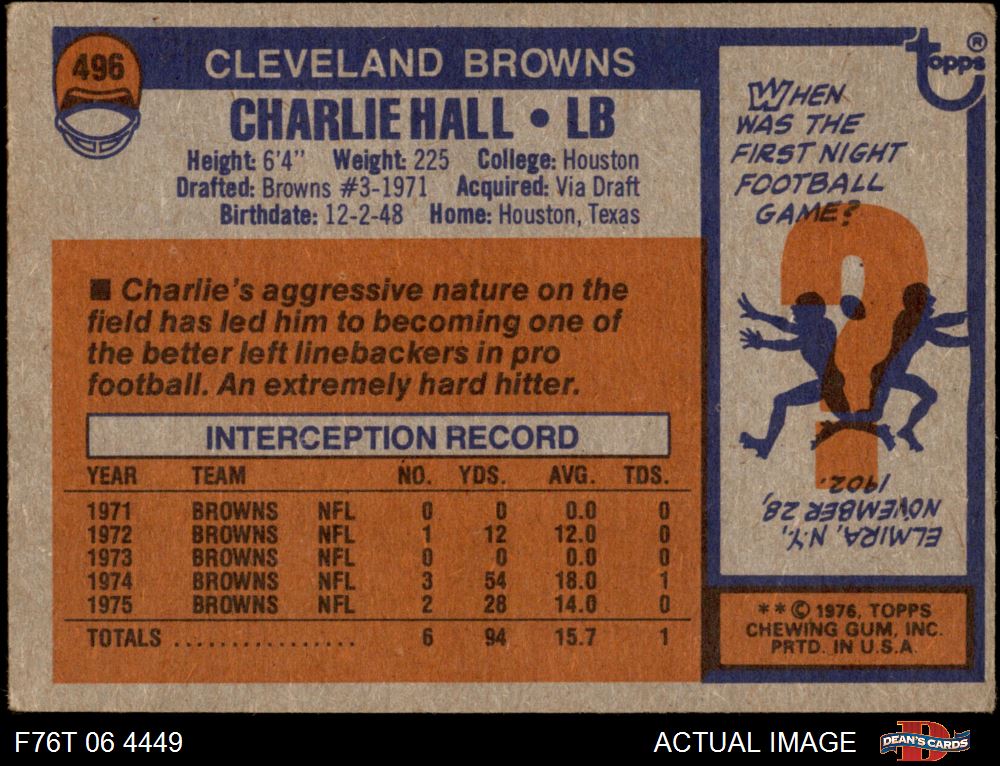 496
CLEVELAND BROWNS
CHARLIE HALL • LB
Height: 6'4" Weight: 225 College: Houston
Drafted: Browns #3-1971 Acquired: Via Draft
Birthdate: 12-2-48 Home: Houston, Texas
■ Charlie's aggressive nature on the
field has led him to becoming one of
the better left linebackers in pro
football. An extremely hard hitter.
INTERCEPTION RECORD
YEAR TEAM NO. YDS. AVG. TDS.
1971 BROWNS NFL 0 0 0.0 0
1972 BROWNS NFL 1 12 12.0 0
1973 BROWNS NFL 0 0 0.0 0
1974 BROWNS NFL 3 54 18.0 1
1975 BROWNS NFL 2 28 14.0 0
TOTALS ................. 6 94 15.7 1
topps ®
WHEN
WAS THE
FIRST NIGHT
FOOTBALL
GAME?
?
ELMIRA, N.Y.,
NOVEMBER 28,
1902.
** © 1976, TOPPS
CHEWING GUM, INC.
PRTD. IN U.S.A.
F76T 06 4449
ACTUAL IMAGE
D
DEAN'S CARDS